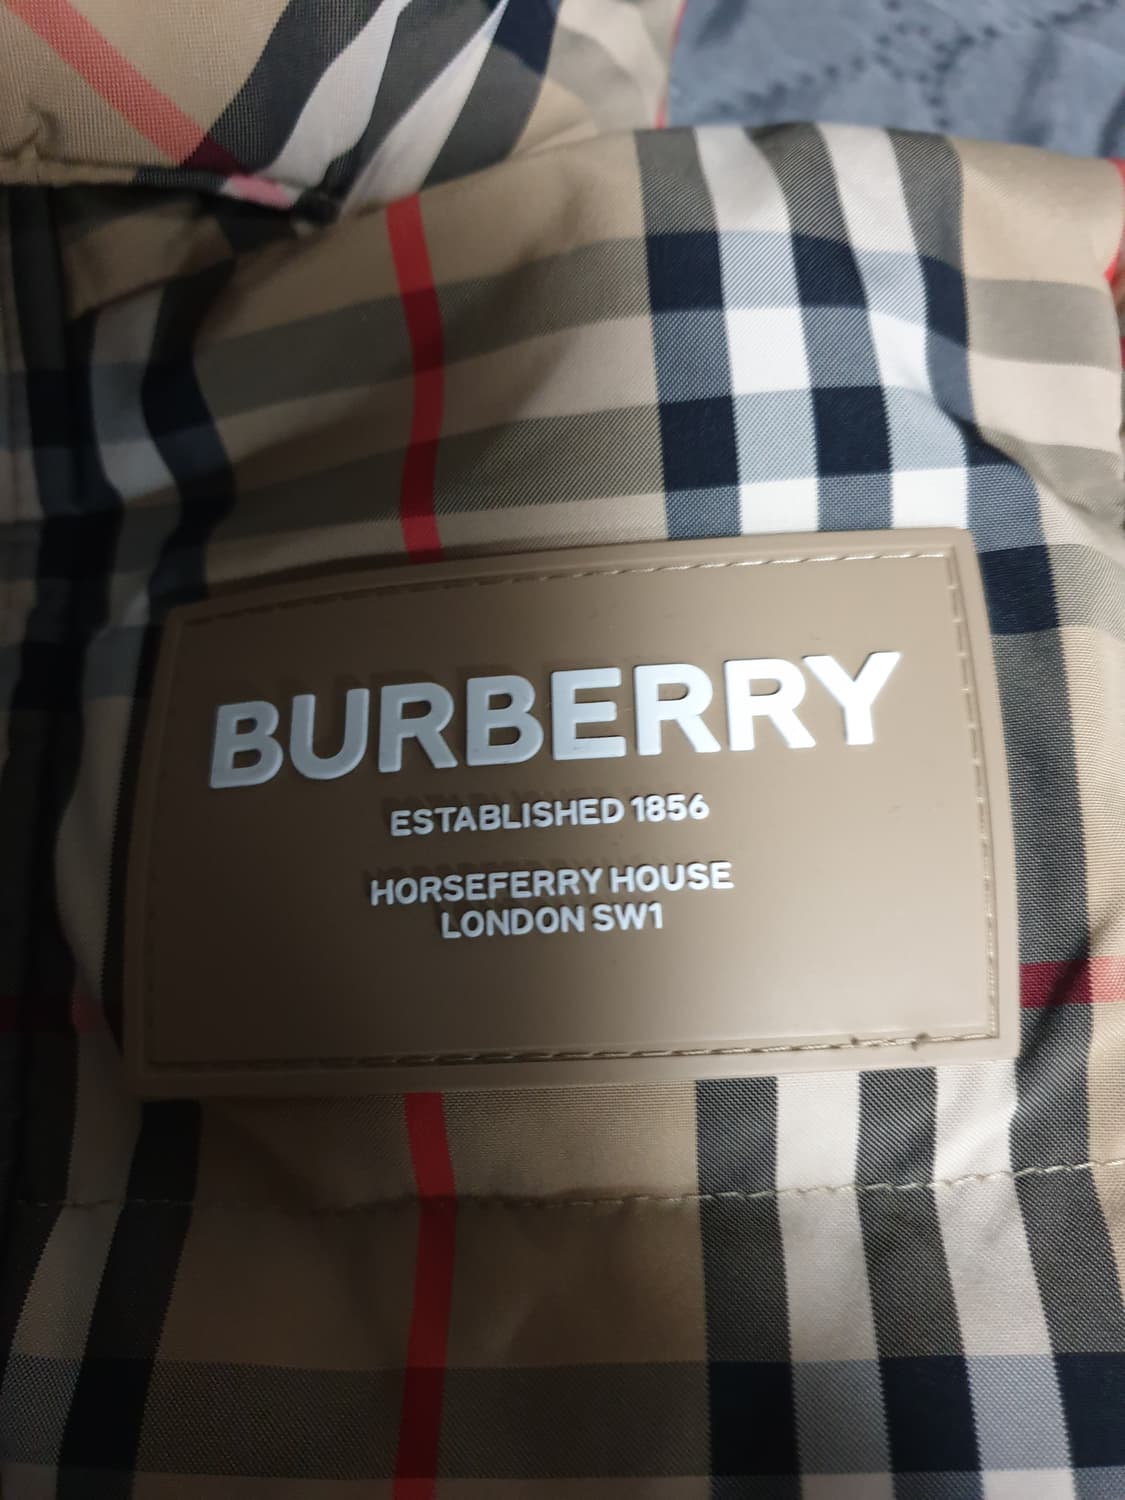 BURBERRY
ESTABLISHED 1856
HORSEFERRY HOUSE
LONDON SW1